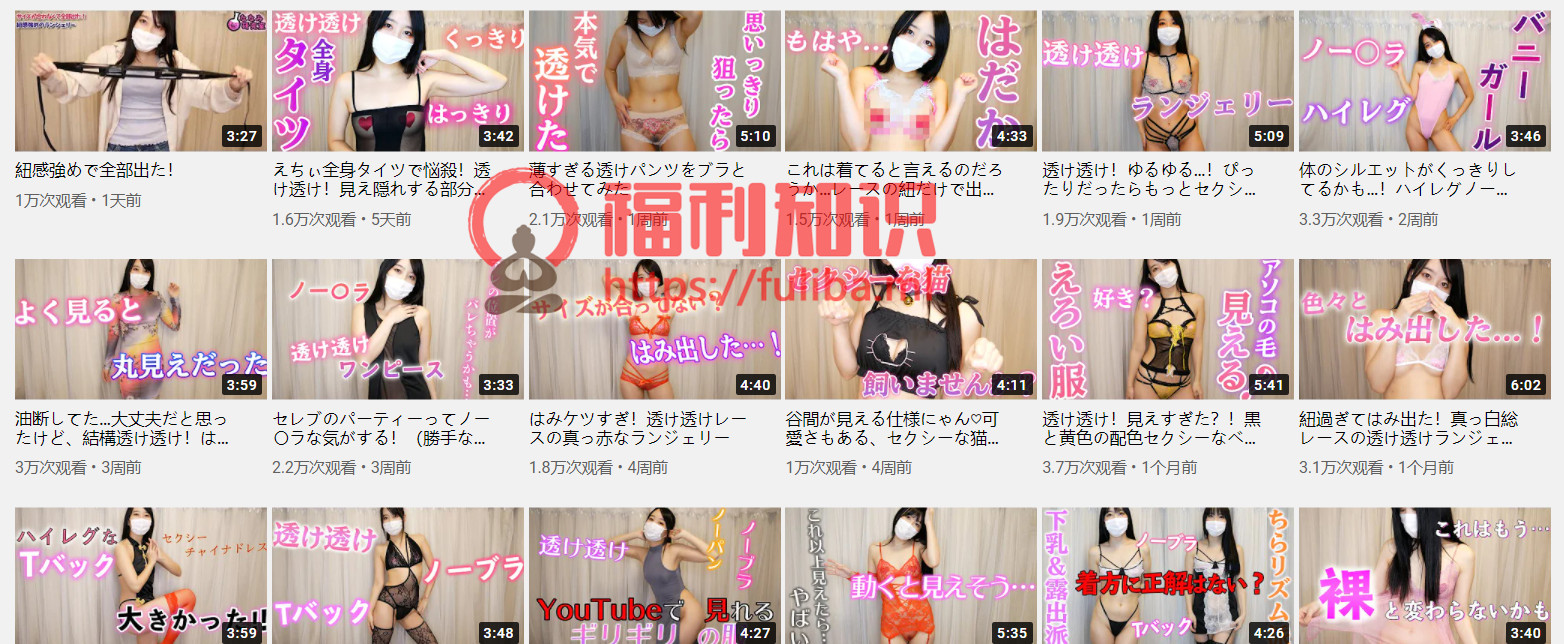 透け透け
全身
タイツ
くっきり
はっきり
本気で
透けた
思いっきり
狙ったら
もはや…
はだか
透け透け
ランジェリー
ノー〇ラ
ハイレグ
バニー
ガール
3:27
3:42
5:10
4:33
5:09
3:46
紐感強めで全部出た！
1万次观看・1天前
えちぃ全身タイツで悩殺！透
け透け！見え隠れする部分…
1.6万次观看・5天前
薄すぎる透けパンツをブラと
合わせてみた
2.1万次观看・1周前
これは着てると言えるのだろ
うか…レースの紐だけで出…
1.5万次观看・1周前
透け透け！ゆるゆる…！ぴっ
たりだったらもっとセクシ…
1.9万次观看・1周前
体のシルエットがくっきりし
てるかも…！ハイレグノー…
3.3万次观看・2周前
福利知识
よく見ると
丸見えだった
ノー〇ラ
透け透け
ワンピース
バレちゃうかも…
サイズが合ってない？
はみ出した…！
セクシーな猫
飼いません
えろい服
好き？
アソコの毛の
見える
色々と
はみ出した…！
3:59
3:33
4:40
4:11
5:41
6:02
油断してた…大丈夫だと思っ
たけど、結構透け透け！は…
3万次观看・3周前
セレブのパーティーってノー
〇ラな気がする！（勝手な…
2.2万次观看・3周前
はみケツすぎ！透け透けレー
スの真っ赤なランジェリー
1.8万次观看・4周前
谷間が見える仕様にゃん♡可
愛さもある、セクシーな猫…
1万次观看・4周前
透け透け！見えすぎた？！黒
と黄色の配色セクシーなベ…
3.7万次观看・1个月前
紐過ぎてはみ出た！真っ白総
レースの透け透けランジェ…
3.1万次观看・1个月前
ハイレグな
Tバック
セクシー
チャイナドレス
大きかった!!
透け透け
ノーブラ
Tバック
透け透け
ノーパン
ノーブラ
YouTubeで見れる
ギリギリの服
これ以上見えたら…
やばい
動くと見えそう…
下乳&露出派
ノーブラ
着方に正解はない？
Tバック
ちらリズム
これはもう…
裸と変わらないかも
3:59
3:48
4:27
5:35
4:26
3:40